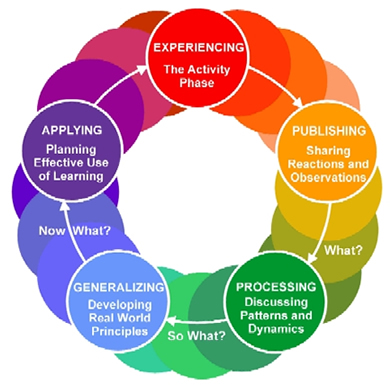 EXPERIENCING
The Activity
Phase
PUBLISHING
Sharing
Reactions and
Observations
What?
PROCESSING
Discussing
Patterns and
Dynamics
So What?
GENERALIZING
Developing
Real World
Principles
Now What?
APPLYING
Planning
Effective Use
of Learning